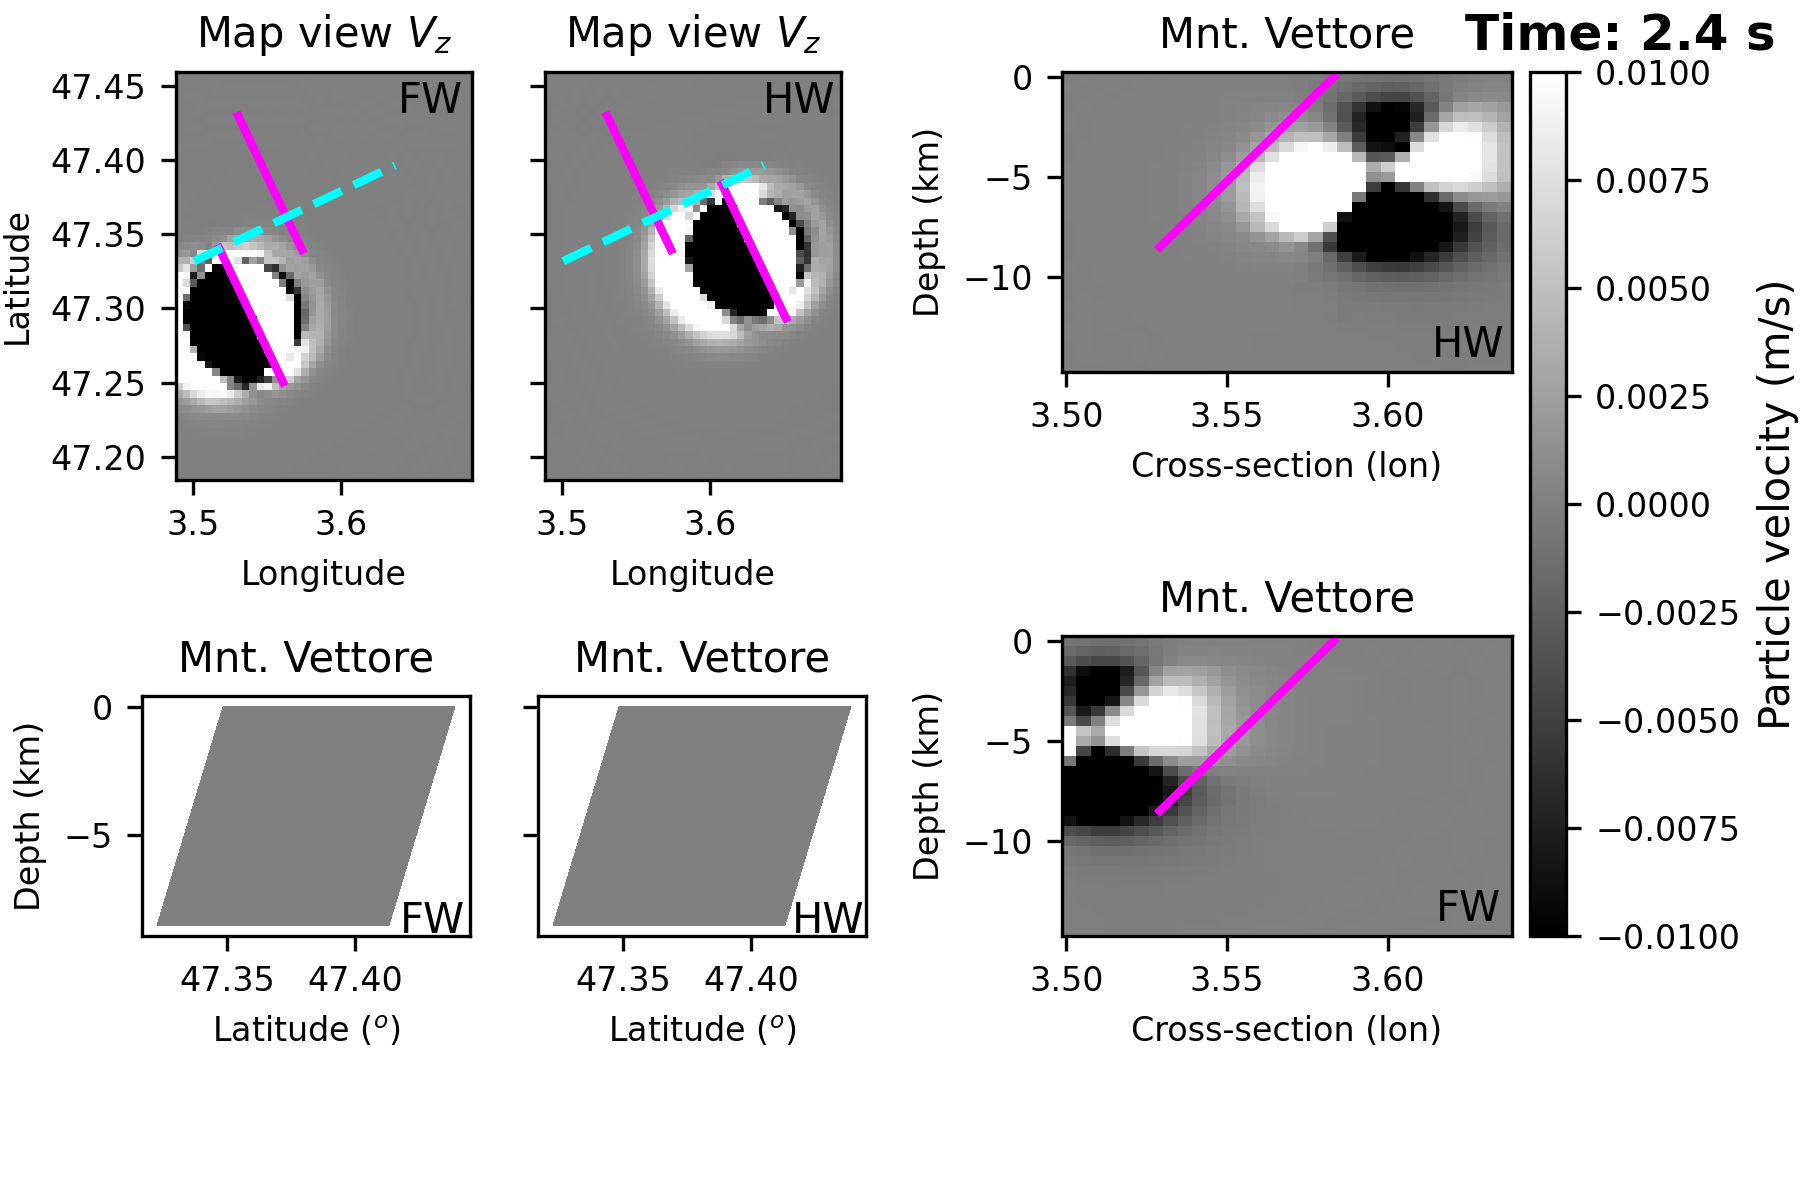 Map view Vz
Map view Vz
Mnt. Vettore
Time: 2.4 s
FW
HW
HW
47.45
47.40
47.35
47.30
47.25
47.20
Latitude
3.5
3.6
Longitude
3.5
3.6
Longitude
0
−5
−10
Depth (km)
3.50
3.55
3.60
Cross-section (lon)
0.0100
0.0075
0.0050
0.0025
0.0000
−0.0025
−0.0050
−0.0075
−0.0100
Particle velocity (m/s)
Mnt. Vettore
Mnt. Vettore
Mnt. Vettore
0
−5
Depth (km)
FW
47.35
47.40
Latitude (o)
HW
47.35
47.40
Latitude (o)
0
−5
−10
Depth (km)
FW
3.50
3.55
3.60
Cross-section (lon)